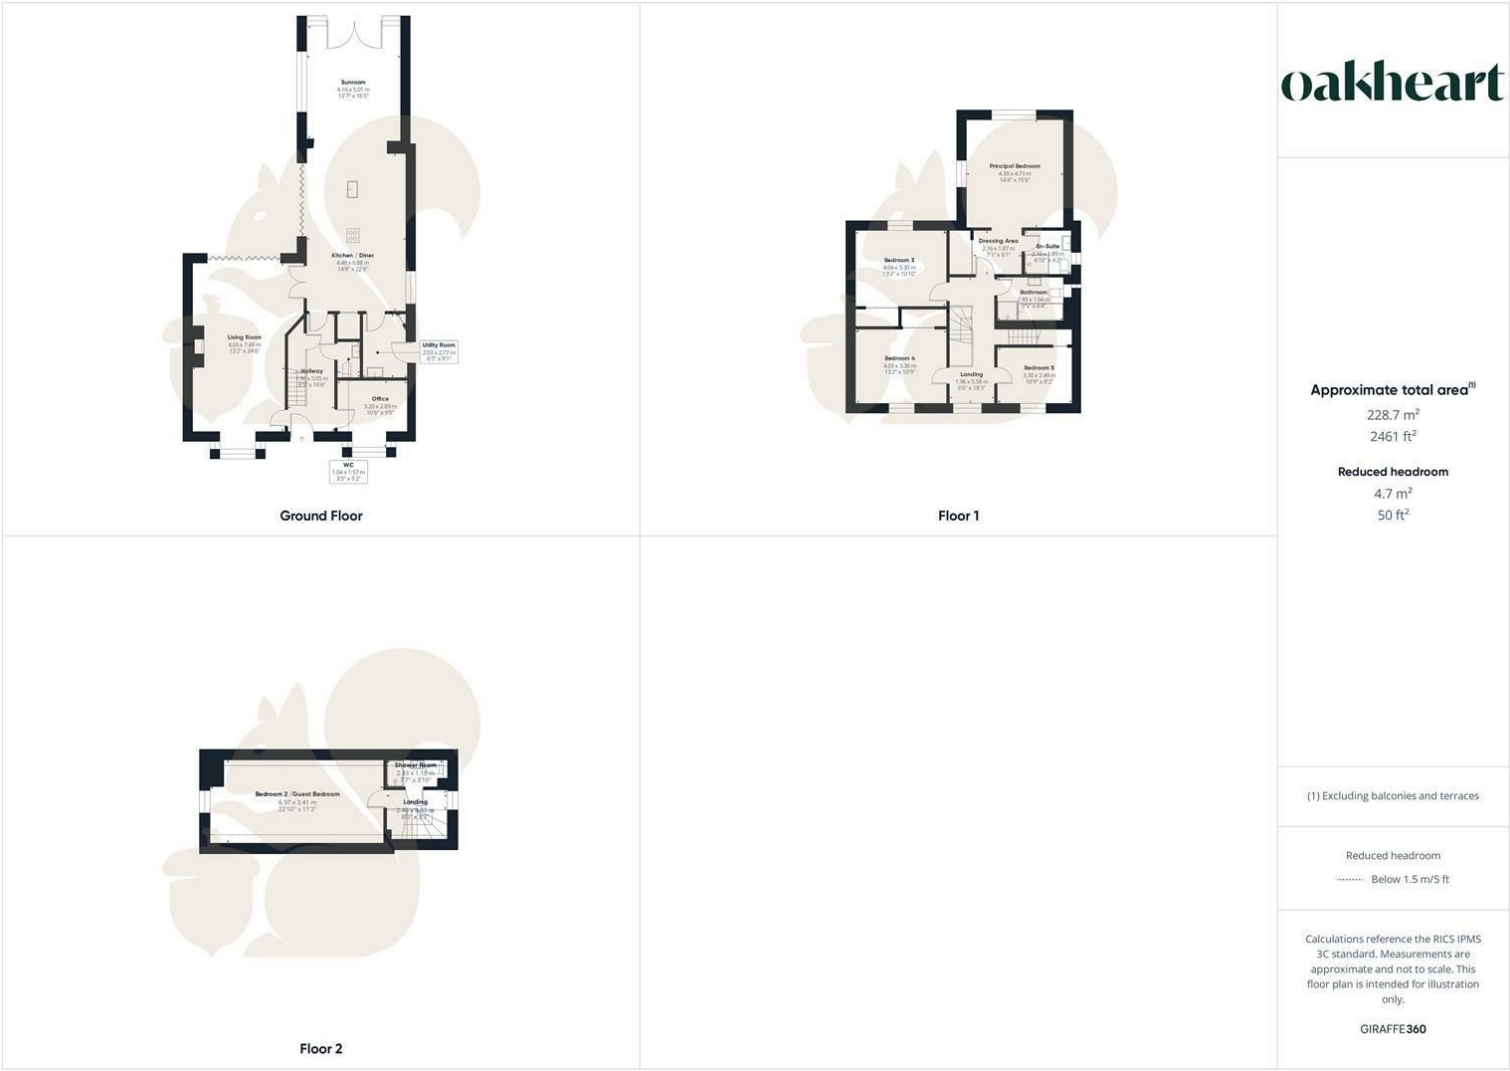 Sunroom
4.16 x 5.01 m
13'7" x 16'5"
Kitchen / Diner
4.48 x 6.88 m
14'8" x 22'6"
Living Room
4.03 x 7.49 m
13'2" x 24'6"
Hallway
Utility Room
2.03 x 2.77 m
6'7" x 9'1"
Office
3.20 x 2.89 m
10'6" x 9'5"
WC
1.04 x 1.57 m
3'5" x 5'2"
Ground Floor
Principal Bedroom
4.39 x 4.73 m
14'4" x 15'6"
Dressing Area
2.16 x 1.87 m
7'1" x 6'1"
En-Suite
Bedroom 3
4.04 x 3.30 m
13'2" x 10'10"
Bathroom
Bedroom 4
4.03 x 3.30 m
13'2" x 10'9"
Landing
1.98 x 5.58 m
6'6" x 18'3"
Bedroom 5
3.30 x 2.49 m
10'9" x 8'2"
Floor 1
Bedroom 2 /Guest Bedroom
6.97 x 3.41 m
22'10" x 11'2"
Shower Room
Landing
Floor 2
oakheart
Approximate total area(1)
228.7 m²
2461 ft²
Reduced headroom
4.7 m²
50 ft²
(1) Excluding balconies and terraces
Reduced headroom
Below 1.5 m/5 ft
Calculations reference the RICS IPMS
3C standard. Measurements are
approximate and not to scale. This
floor plan is intended for illustration
only.
GIRAFFE360